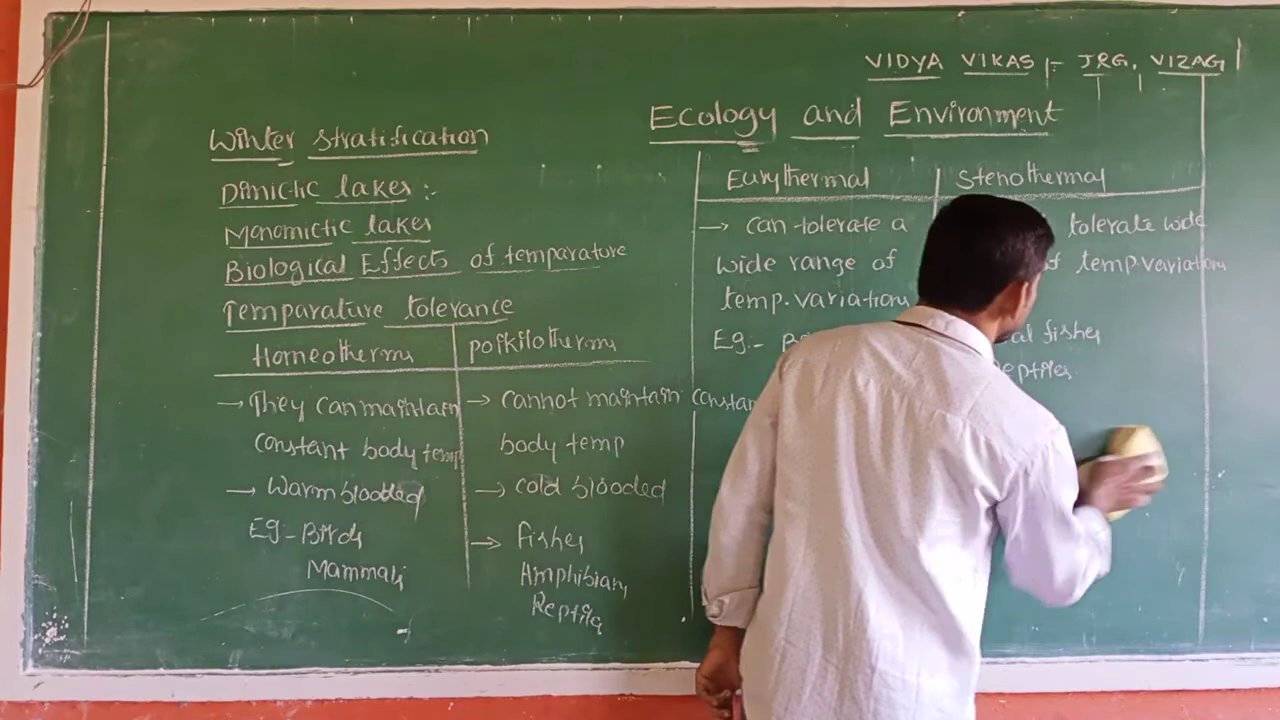 VIDYA VIKAS :- JRG, VIZAG
Ecology and Environment
Winter stratification
Dimictic lakes :-
Monomictic lakes
Biological Effects of temparature
Temparature tolerance
Homeotherms
→ They can maintain
constant body temp
→ Warm blooded
Eg:- Birds
Mammals
poikilotherms
→ cannot maintain constant
body temp
→ cold blooded
→ Fishes
Amphibians
Reptiles
Eurythermal
→ can tolerate a
wide range of
temp. variations
Eg:-
Stenothermal
tolerate wide
of temp. variations
fishes
Reptiles